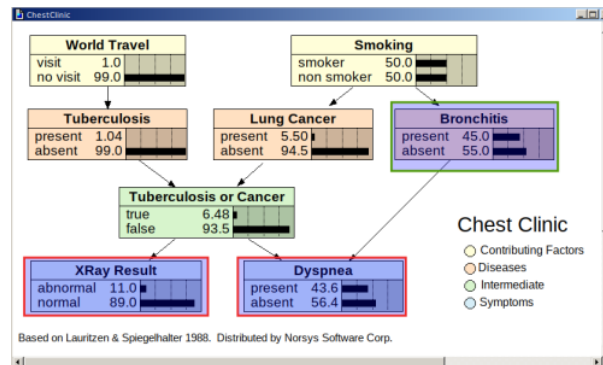 ChestClinic
World Travel
visit 1.0
no visit 99.0
Smoking
smoker 50.0
non smoker 50.0
Tuberculosis
present 1.04
absent 99.0
Lung Cancer
present 5.50
absent 94.5
Bronchitis
present 45.0
absent 55.0
Tuberculosis or Cancer
true 6.48
false 93.5
XRay Result
abnormal 11.0
normal 89.0
Dyspnea
present 43.6
absent 56.4
Chest Clinic
Contributing Factors
Diseases
Intermediate
Symptoms
Based on Lauritzen & Spiegelhalter 1988. Distributed by Norsys Software Corp.